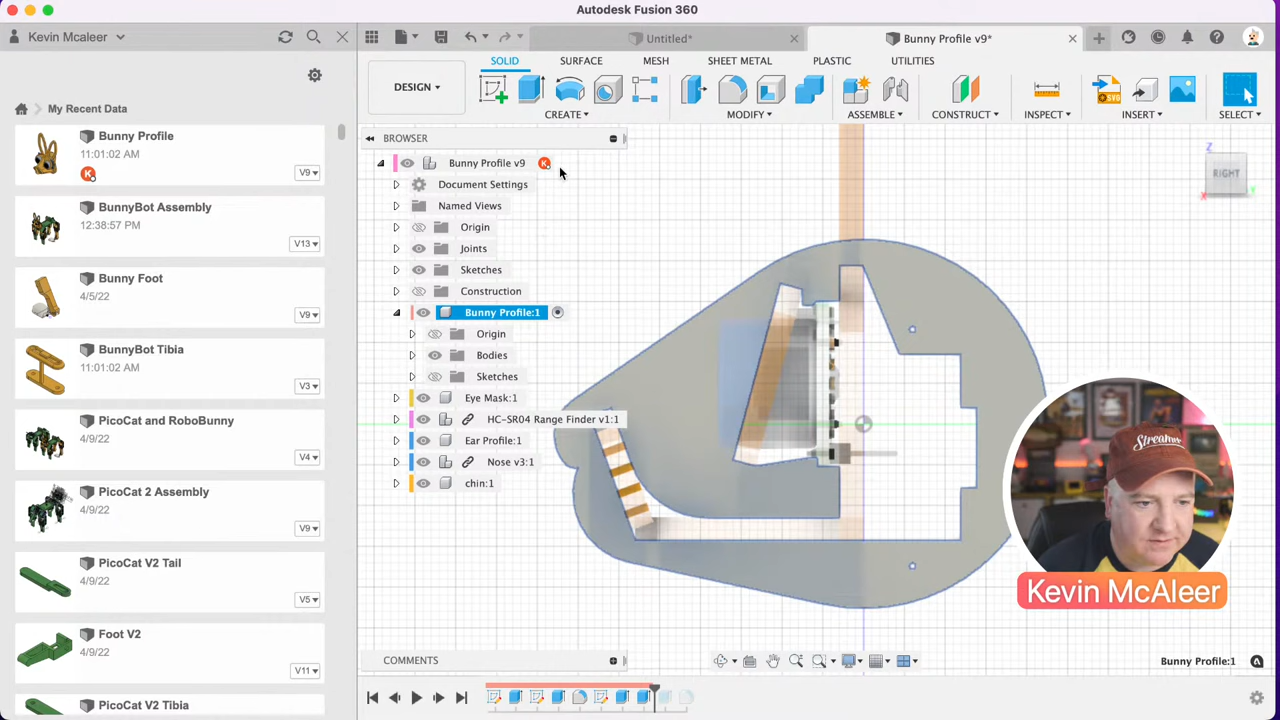 Autodesk Fusion 360
Kevin Mcaleer
Untitled*
Bunny Profile v9*
SOLID
SURFACE
MESH
SHEET METAL
PLASTIC
UTILITIES
DESIGN
CREATE
MODIFY
ASSEMBLE
CONSTRUCT
INSPECT
INSERT
SELECT
SVG
My Recent Data
Bunny Profile
11:01:02 AM
K
V9
BunnyBot Assembly
12:38:57 PM
V13
Bunny Foot
4/5/22
V9
BunnyBot Tibia
11:01:02 AM
V3
PicoCat and RoboBunny
4/9/22
V4
PicoCat 2 Assembly
4/9/22
V9
PicoCat V2 Tail
4/9/22
V5
Foot V2
4/9/22
V11
PicoCat V2 Tibia
BROWSER
Bunny Profile v9
K
Document Settings
Named Views
Origin
Joints
Sketches
Construction
Bunny Profile:1
Origin
Bodies
Sketches
Eye Mask:1
HC-SR04 Range Finder v1:1
Ear Profile:1
Nose v3:1
chin:1
Z
RIGHT
X
Y
Streamer
Kevin McAleer
COMMENTS
Bunny Profile:1